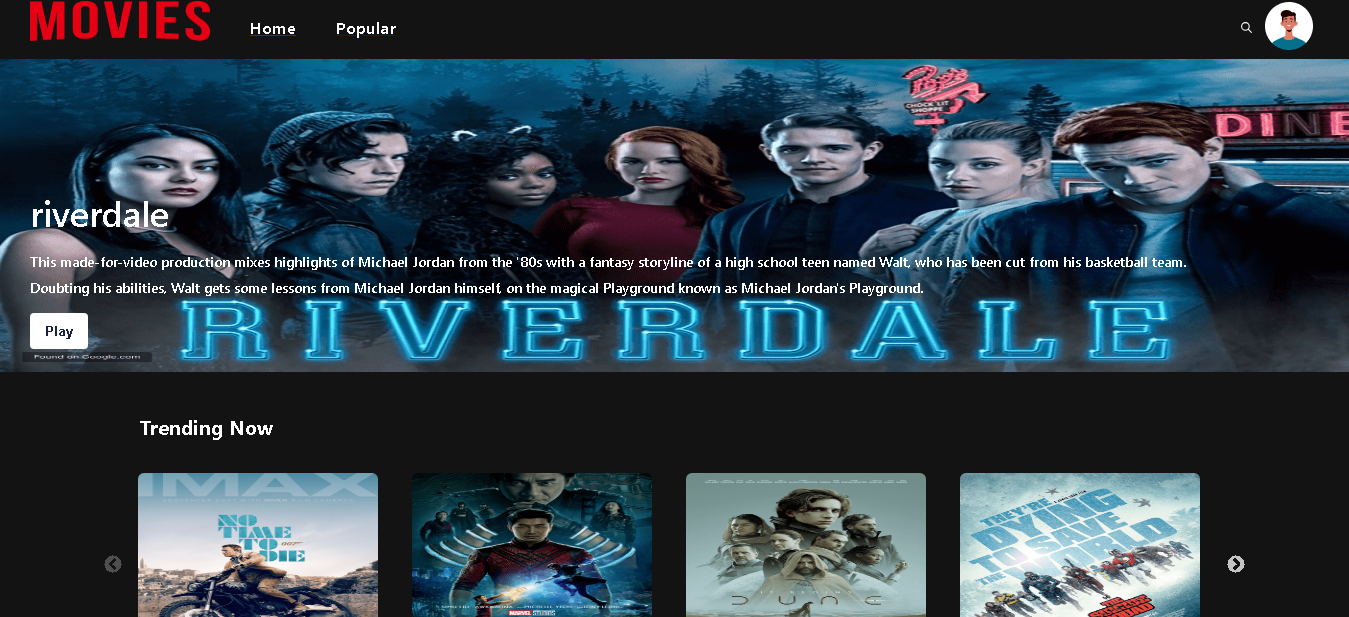 MOVIES
Home
Popular
Pop's
CHOCK'LIT
SHOPPE
DINE
riverdale
This made-for-video production mixes highlights of Michael Jordan from the '80s with a fantasy storyline of a high school teen named Walt, who has been cut from his basketball team.
Doubting his abilities, Walt gets some lessons from Michael Jordan himself, on the magical Playground known as Michael Jordan's Playground.
Play
Found on Google.com
RIVERDALE
Trending Now
IMAX
NO
TIME
TO 007
DIE
MARVEL STUDIOS
DUNE
THEY'RE
DYING
TO SAVE
THE WORLD